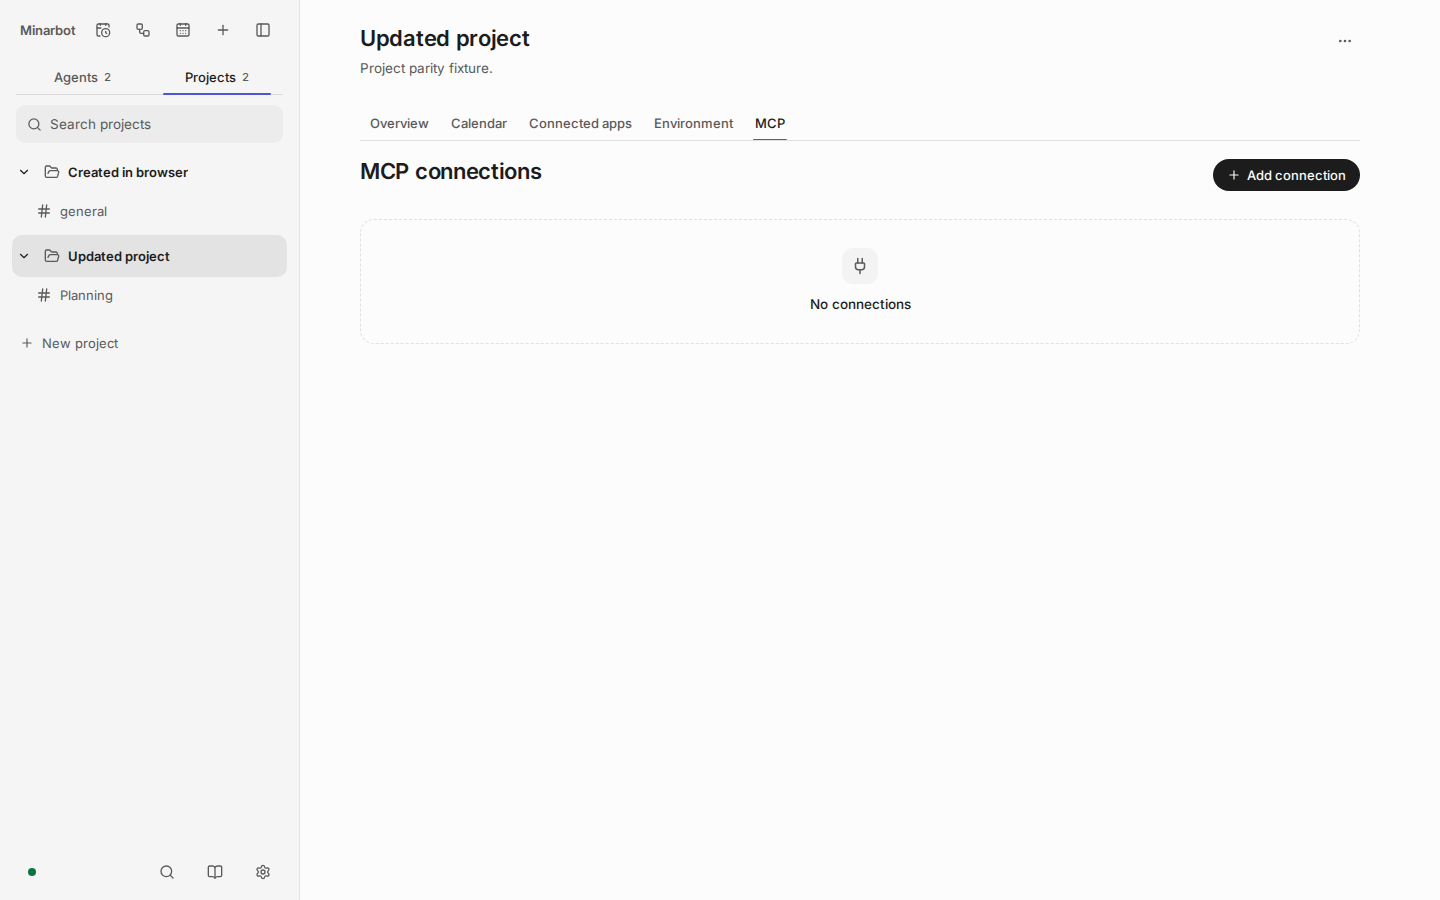 Minarbot
Agents 2
Projects 2
Search projects
Created in browser
general
Updated project
Planning
New project
Updated project
Project parity fixture.
Overview
Calendar
Connected apps
Environment
MCP
MCP connections
Add connection
No connections